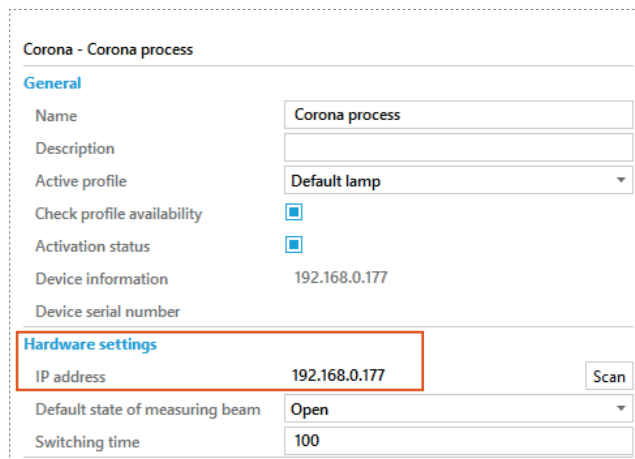 Corona - Corona process
General
Name Corona process
Description
Active profile Default lamp
Check profile availability
Activation status
Device information 192.168.0.177
Device serial number
Hardware settings
IP address 192.168.0.177 Scan
Default state of measuring beam Open
Switching time 100